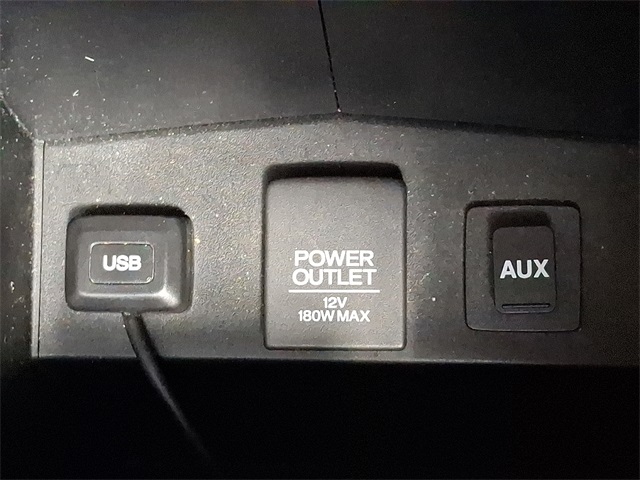 USB
POWER
OUTLET
12V
180W MAX
AUX